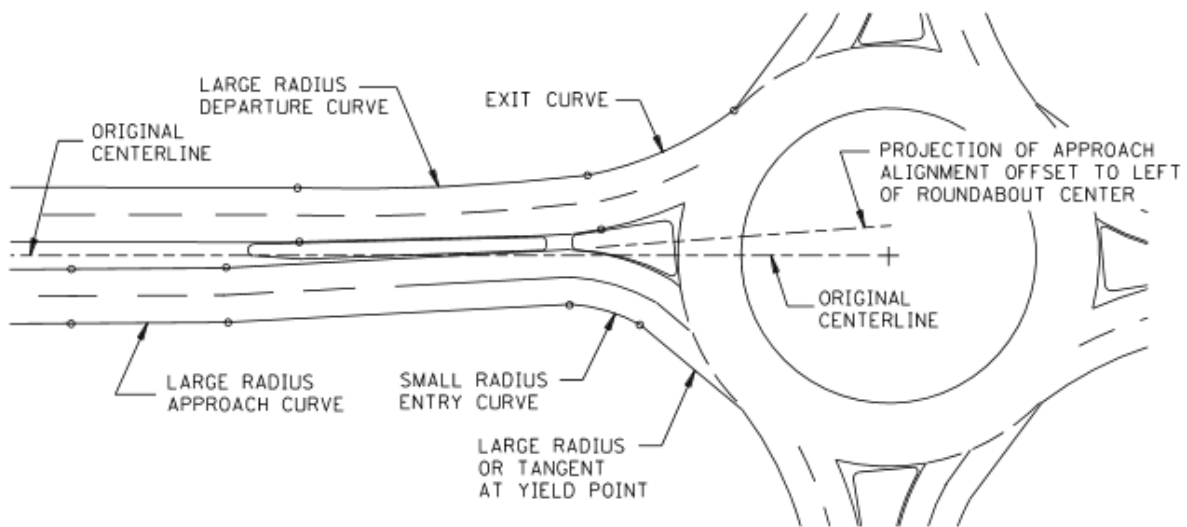 LARGE RADIUS
DEPARTURE CURVE
EXIT CURVE
ORIGINAL
CENTERLINE
PROJECTION OF APPROACH
ALIGNMENT OFFSET TO LEFT
OF ROUNDABOUT CENTER
ORIGINAL
CENTERLINE
LARGE RADIUS
APPROACH CURVE
SMALL RADIUS
ENTRY CURVE
LARGE RADIUS
OR TANGENT
AT YIELD POINT